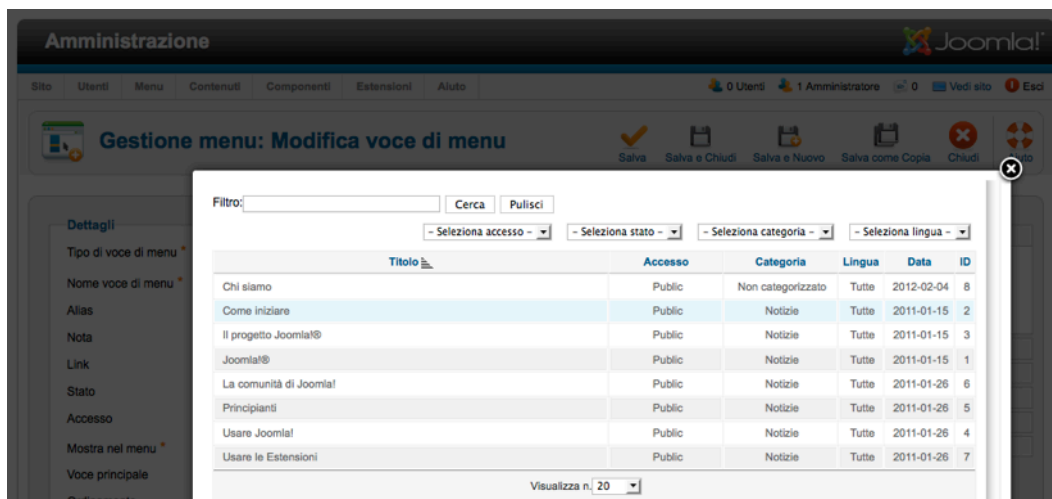 Amministrazione
Joomla!
Sito Utenti Menu Contenuti Componenti Estensioni Aiuto 0 Utenti 1 Amministratore 0 Vedi sito Esci
Gestione menu: Modifica voce di menu
Salva Salva e Chiudi Salva e Nuovo Salva come Copia Chiudi
Filtro: Cerca Pulisci
- Seleziona accesso - - Seleziona stato - - Seleziona categoria - - Seleziona lingua -
Titolo Accesso Categoria Lingua Data ID
Chi siamo Public Non categorizzato Tutte 2012-02-04 8
Come iniziare Public Notizie Tutte 2011-01-15 2
Il progetto Joomla!® Public Notizie Tutte 2011-01-15 3
Joomla!® Public Notizie Tutte 2011-01-15 1
La comunità di Joomla! Public Notizie Tutte 2011-01-26 6
Principianti Public Notizie Tutte 2011-01-26 5
Usare Joomla! Public Notizie Tutte 2011-01-26 4
Usare le Estensioni Public Notizie Tutte 2011-01-26 7
Visualizza n. 20
Dettagli
Tipo di voce di menu *
Nome voce di menu *
Alias
Nota
Link
Stato
Accesso
Mostra nel menu *
Voce principale